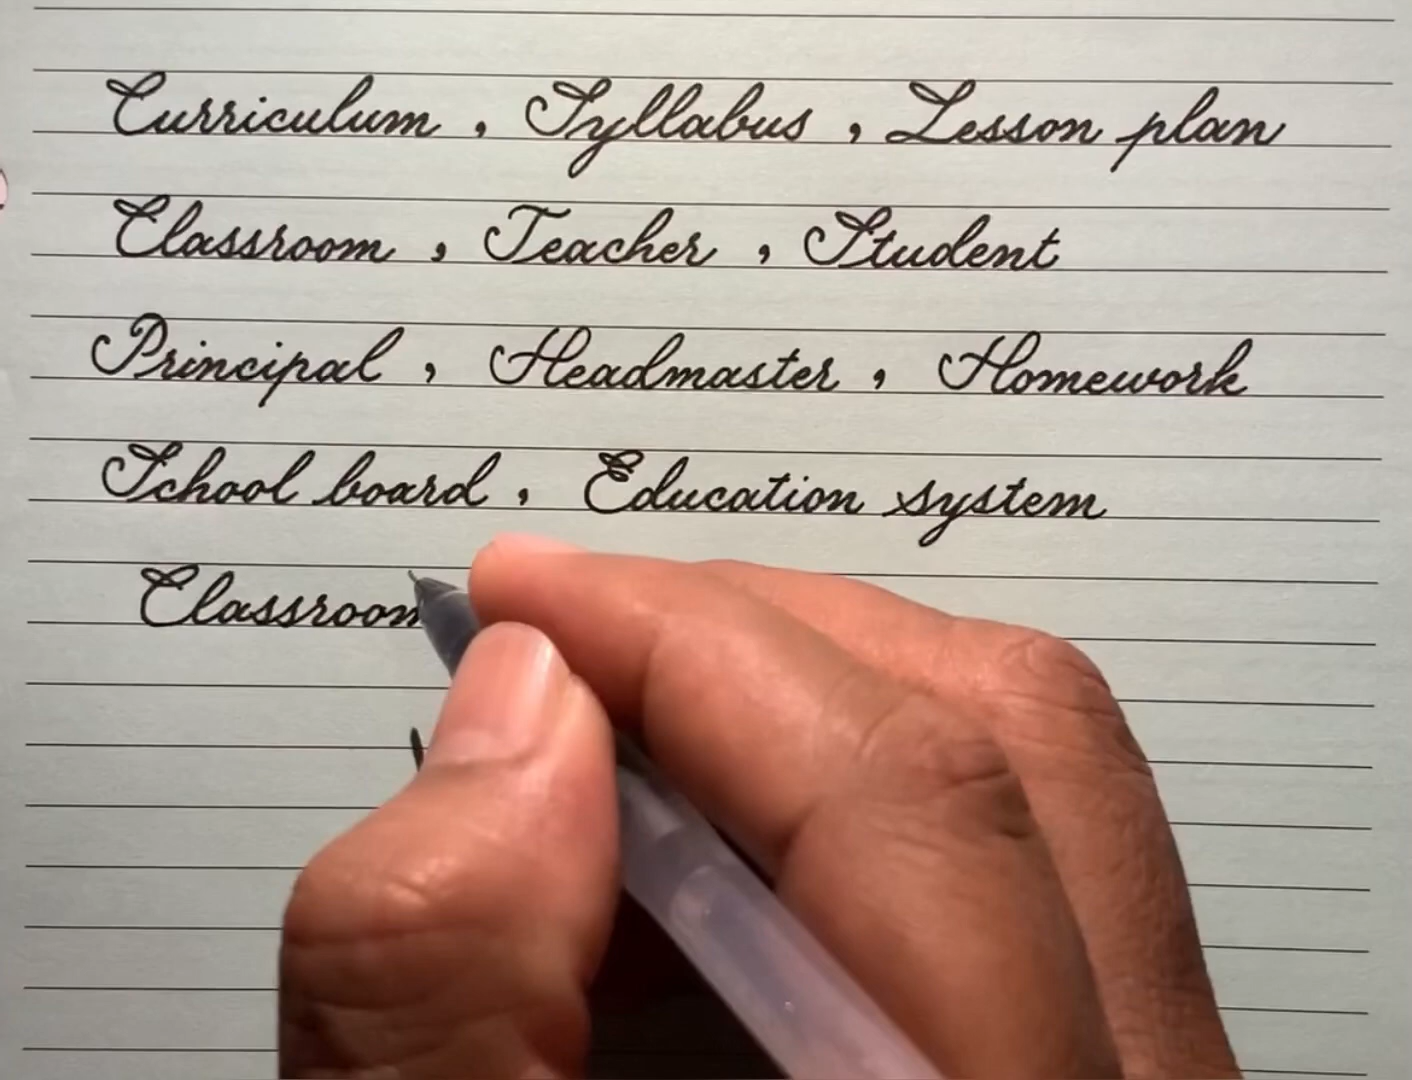 Curriculum , Syllabus , Lesson plan
Classroom , Teacher , Student
Principal , Headmaster , Homework
School board , Education system
Classroom